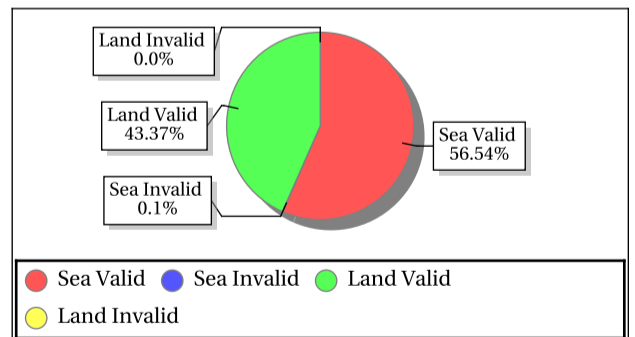 Land Invalid
0.0%
Land Valid
43.37%
Sea Valid
56.54%
Sea Invalid
0.1%
Sea Valid
Sea Invalid
Land Valid
Land Invalid